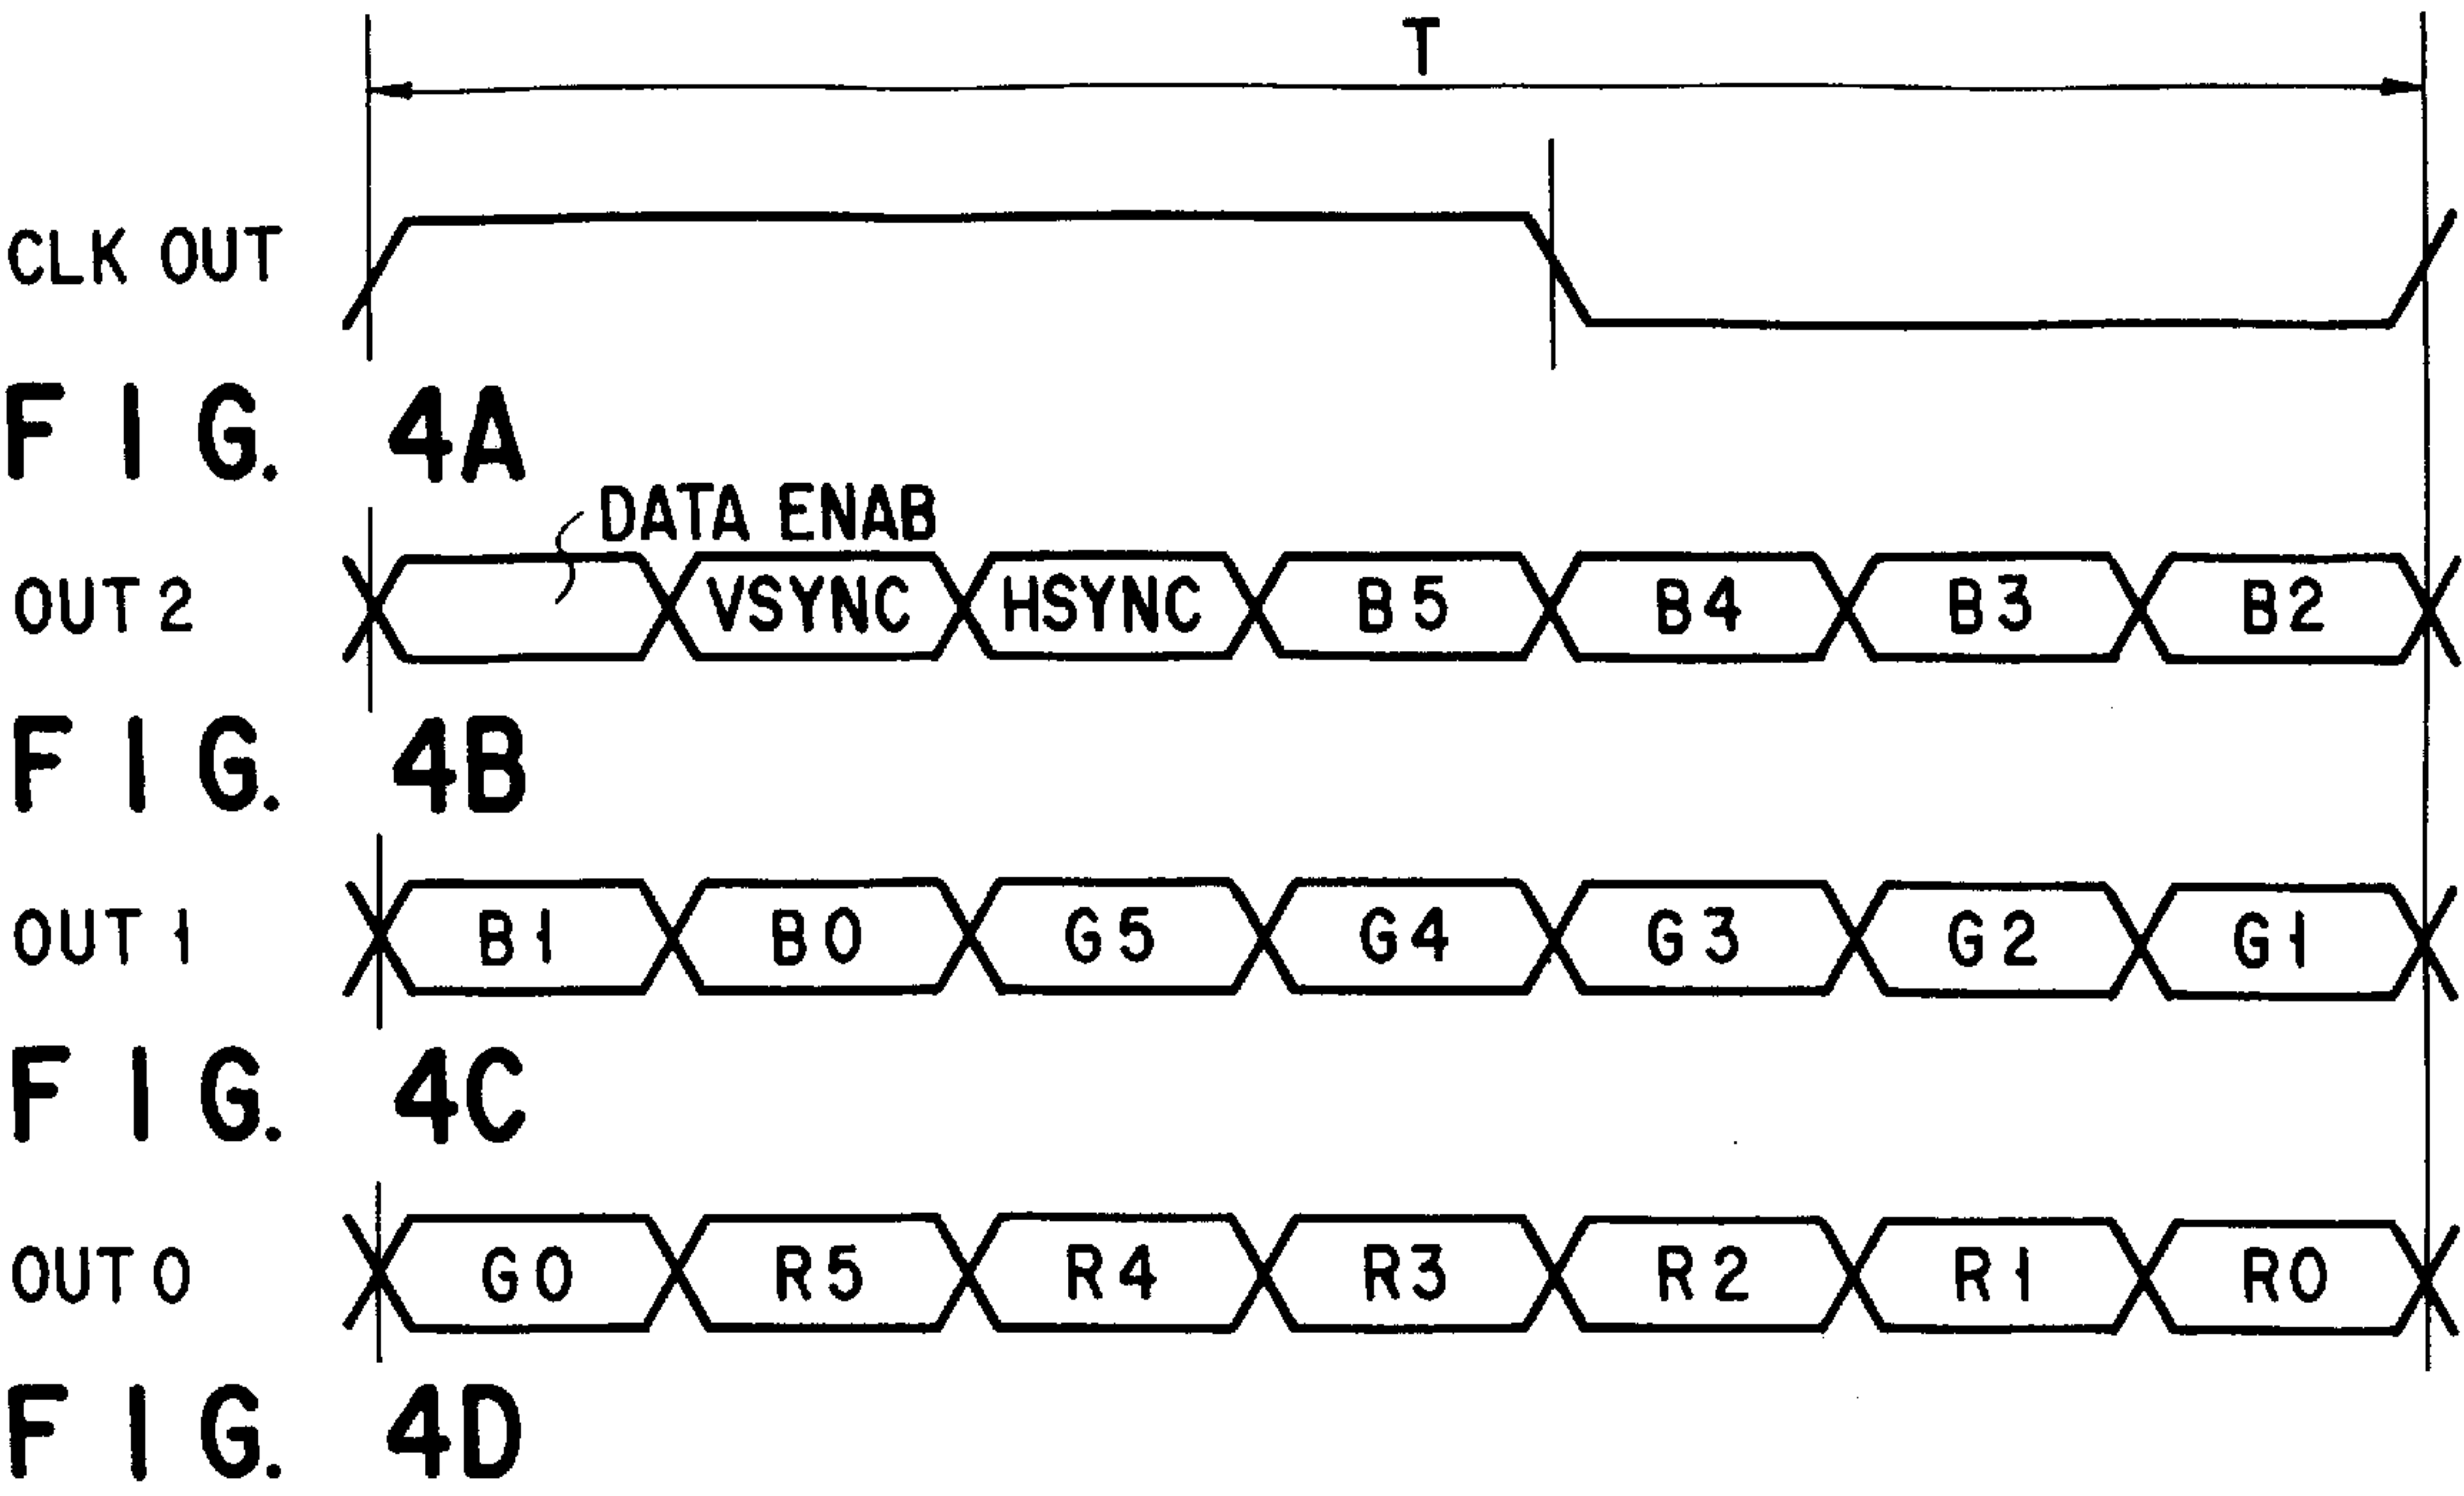 T
CLK OUT
FIG. 4A
DATA ENAB
OUT 2 VSYNC HSYNC B5 B4 B3 B2
FIG. 4B
OUT 1 B1 B0 G5 G4 G3 G2 G1
FIG. 4C
OUT 0 G0 R5 R4 R3 R2 R1 R0
FIG. 4D